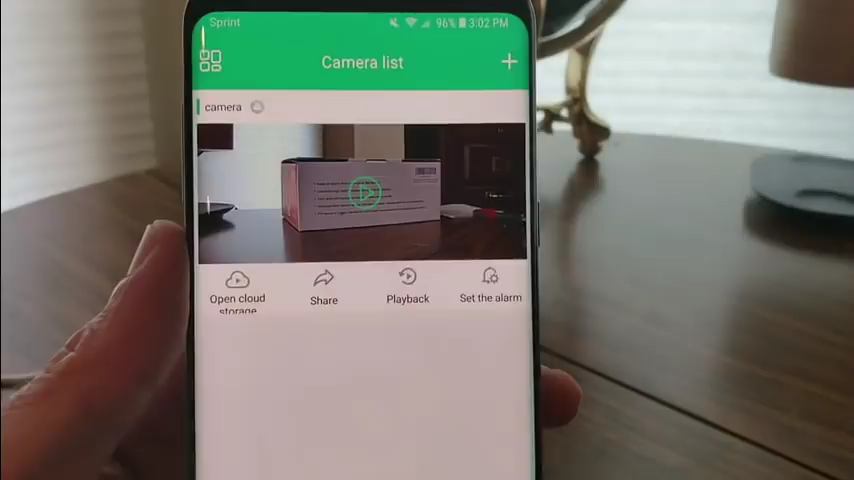 Sprint 96% 3:02 PM
Camera list
camera
Open cloud storage
Share
Playback
Set the alarm